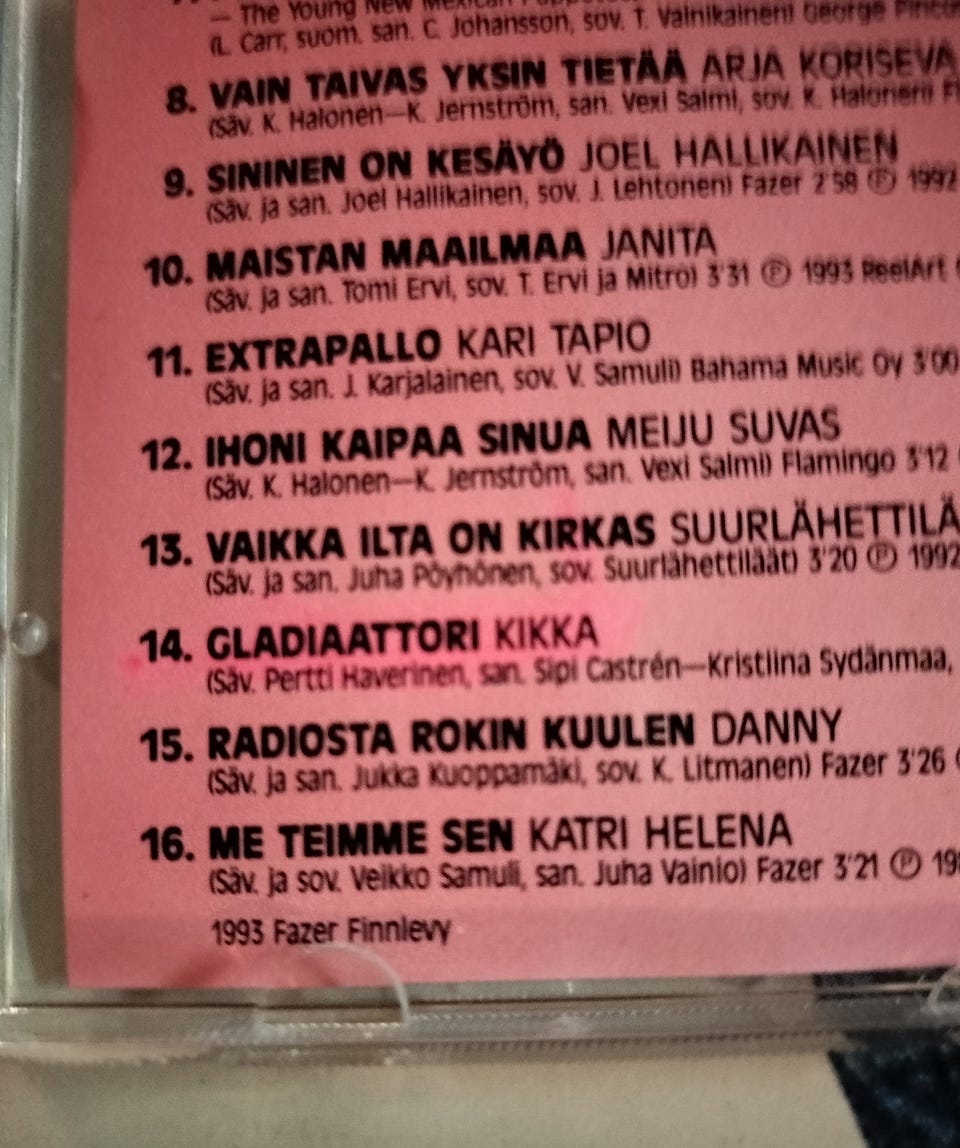 — The Young New Mexican
(L. Carr, suom. san. C. Johansson, sov. T. Vainikainen) George
8. VAIN TAIVAS YKSIN TIETÄÄ ARJA KORISEVA
(Säv. K. Halonen—K. Jernström, san. Vexi Salmi, sov. K. Halonen) Fl
9. SININEN ON KESÄYÖ JOEL HALLIKAINEN
(Säv. ja san. Joel Hallikainen, sov. J. Lehtonen) Fazer 2'58 Ⓟ 1992
10. MAISTAN MAAILMAA JANITA
(Säv. ja san. Tomi Ervi, sov. T. Ervi ja Mitro) 3'31 Ⓟ 1993 ReelArt
11. EXTRAPALLO KARI TAPIO
(Säv. ja san. J. Karjalainen, sov. V. Samuli) Bahama Music Oy 3'00
12. IHONI KAIPAA SINUA MEIJU SUVAS
(Säv. K. Halonen—K. Jernström, san. Vexi Salmi) Flamingo 3'12
13. VAIKKA ILTA ON KIRKAS SUURLÄHETTILÄ
(Säv. ja san. Juha Pöyhönen, sov. Suurlähettiläät) 3'20 Ⓟ 1992
14. GLADIAATTORI KIKKA
(Säv. Pertti Haverinen, san. Sipi Castrén—Kristiina Sydänmaa,
15. RADIOSTA ROKIN KUULEN DANNY
(Säv. ja san. Jukka Kuoppamäki, sov. K. Litmanen) Fazer 3'26
16. ME TEIMME SEN KATRI HELENA
(Säv. ja sov. Veikko Samuli, san. Juha Vainio) Fazer 3'21 Ⓟ 19
1993 Fazer Finnlevy